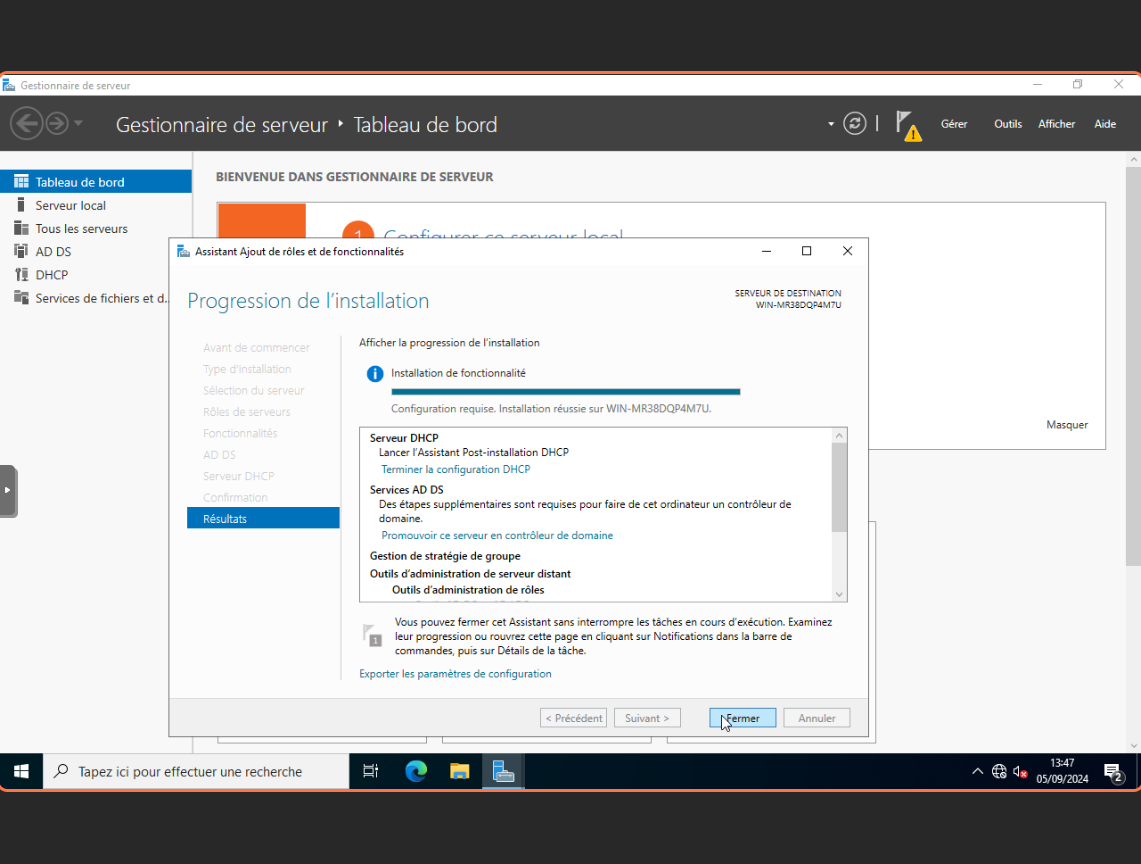 Gestionnaire de serveur
Gestionnaire de serveur ‣ Tableau de bord
Gérer Outils Afficher Aide
Tableau de bord
Serveur local
Tous les serveurs
AD DS
DHCP
Services de fichiers et d...
BIENVENUE DANS GESTIONNAIRE DE SERVEUR
1 Configurer ce serveur local
Masquer
Assistant Ajout de rôles et de fonctionnalités
Progression de l'installation
SERVEUR DE DESTINATION
WIN-MR38DQP4M7U
Avant de commencer
Type d'installation
Sélection du serveur
Rôles de serveurs
Fonctionnalités
AD DS
Serveur DHCP
Confirmation
Résultats
Afficher la progression de l'installation
Installation de fonctionnalité
Configuration requise. Installation réussie sur WIN-MR38DQP4M7U.
Serveur DHCP
Lancer l'Assistant Post-installation DHCP
Terminer la configuration DHCP
Services AD DS
Des étapes supplémentaires sont requises pour faire de cet ordinateur un contrôleur de
domaine.
Promouvoir ce serveur en contrôleur de domaine
Gestion de stratégie de groupe
Outils d'administration de serveur distant
Outils d'administration de rôles
1
Vous pouvez fermer cet Assistant sans interrompre les tâches en cours d'exécution. Examinez
leur progression ou rouvrez cette page en cliquant sur Notifications dans la barre de
commandes, puis sur Détails de la tâche.
Exporter les paramètres de configuration
< Précédent Suivant > Fermer Annuler
Tapez ici pour effectuer une recherche
13:47
05/09/2024
2